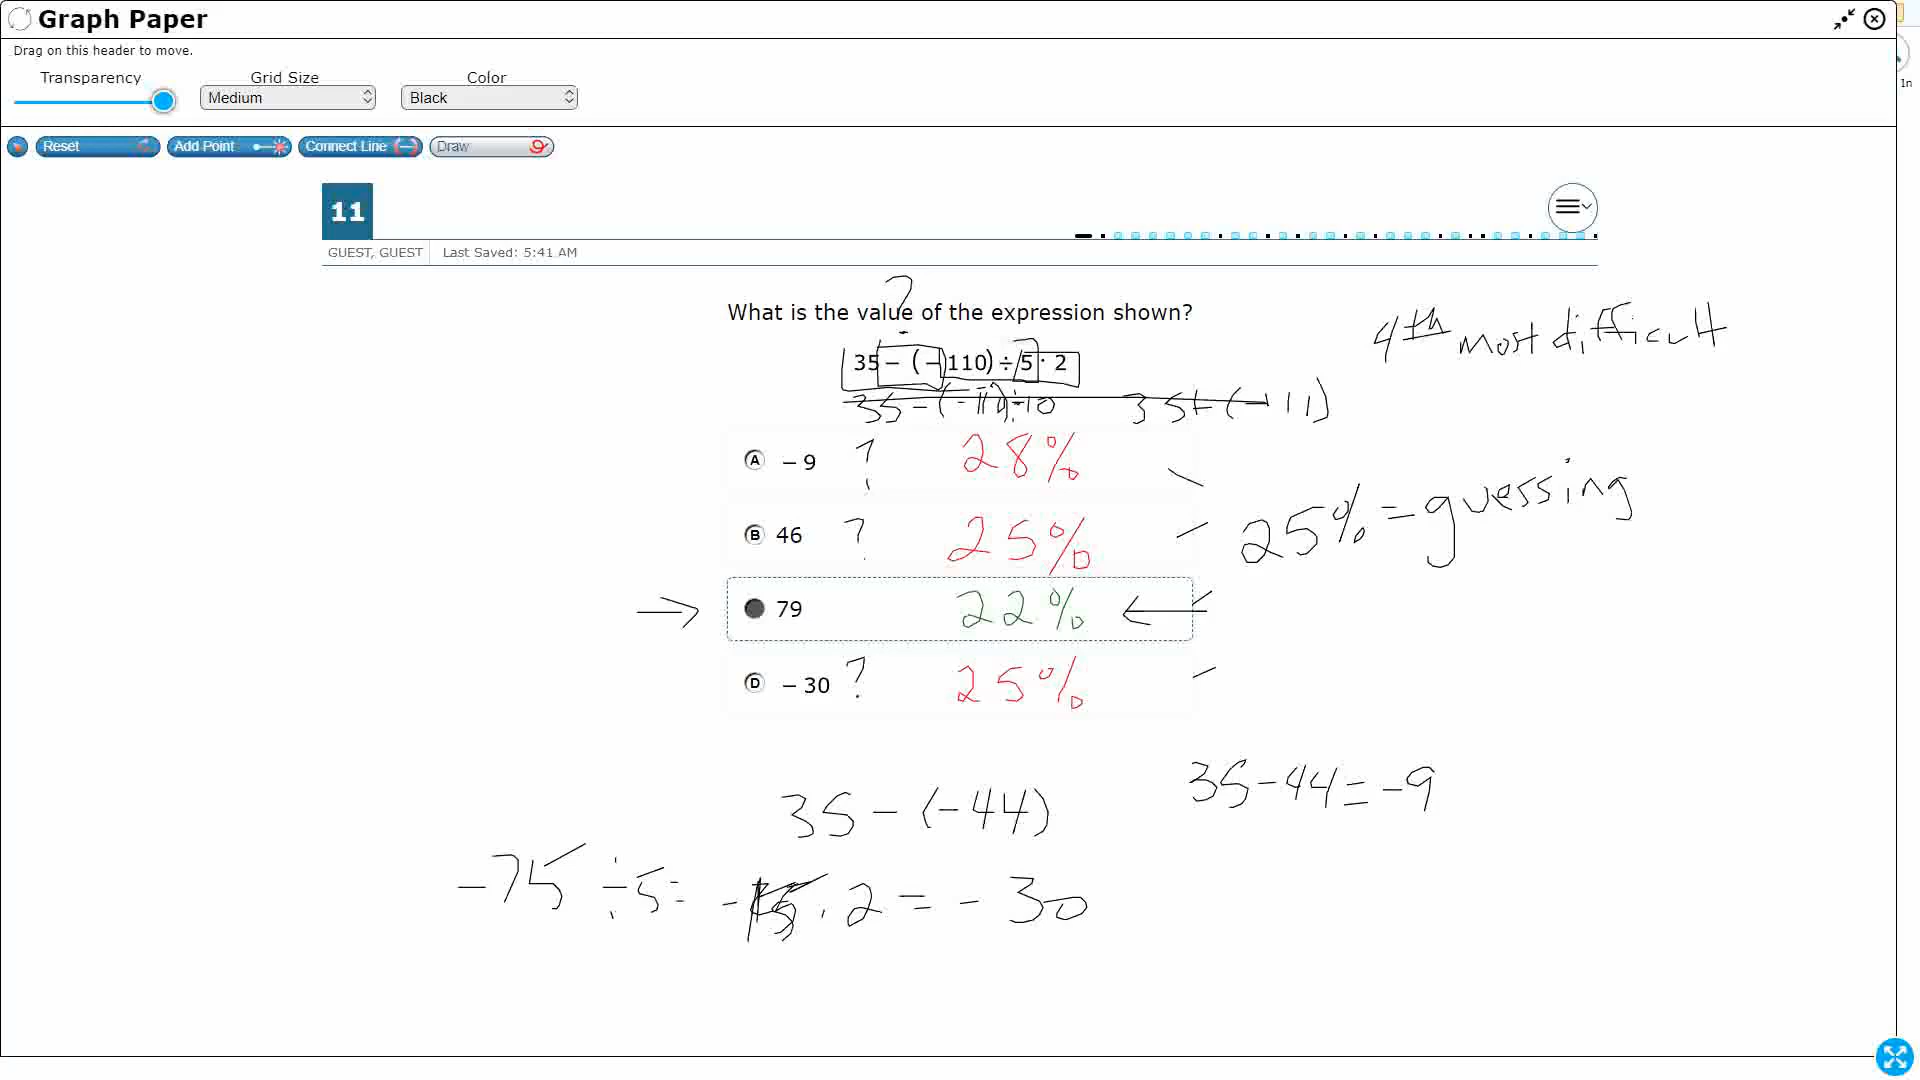 Graph Paper
Drag on this header to move.
Transparency Grid Size Color
Medium Black
Reset Add Point Connect Line Draw
1n
11
GUEST, GUEST Last Saved: 5:41 AM
?
What is the value of the expression shown?
4th most difficult
35 − (−110) ÷ 5 · 2
35 - (-110) ÷ 10 35 - (-11)
A − 9 ? 28%
25% = guessing
B 46 ? 25%
79 22%
D − 30 ? 25%
35 - 44 = -9
35 - (-44)
-75 ÷ 5 = -15 · 2 = -30